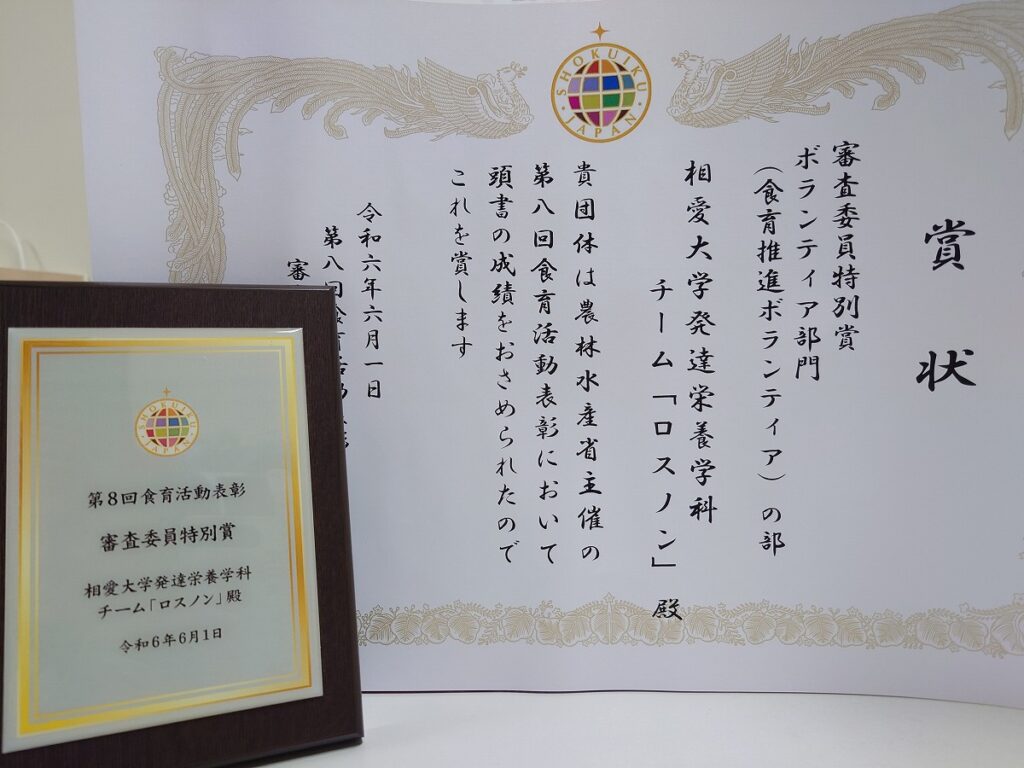 SHOKUIKU JAPAN
賞状
審査委員特別賞
ボランティア部門
(食育推進ボランティア)の部
相愛大学発達栄養学科
チーム「ロスノン」殿
貴団体は農林水産省主催の
第八回食育活動表彰において
頭書の成績をおさめられたので
これを賞します
令和六年六月一日
第八回食育活動
審
SHOKUIKU JAPAN
第8回食育活動表彰
審査委員特別賞
相愛大学発達栄養学科
チーム「ロスノン」殿
令和6年6月1日